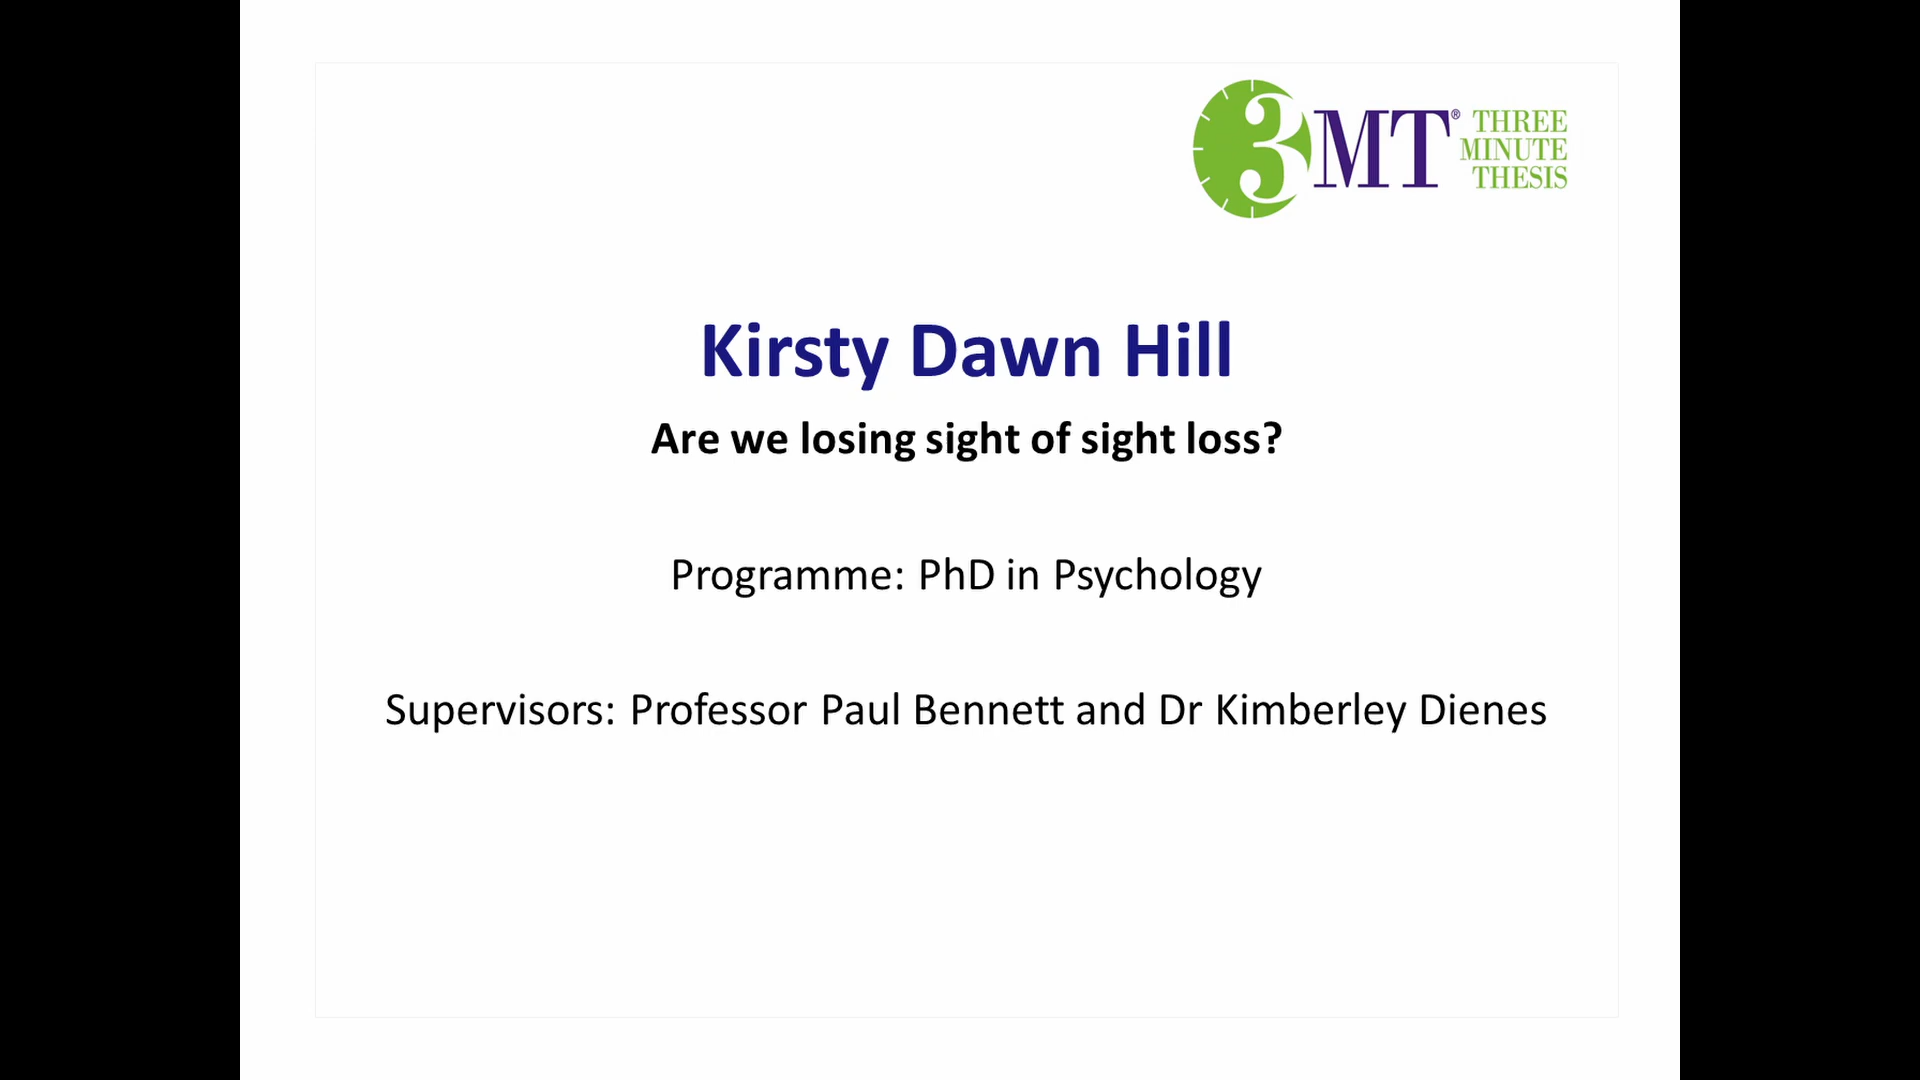 3MT® THREE
MINUTE
THESIS
Kirsty Dawn Hill
Are we losing sight of sight loss?
Programme: PhD in Psychology
Supervisors: Professor Paul Bennett and Dr Kimberley Dienes